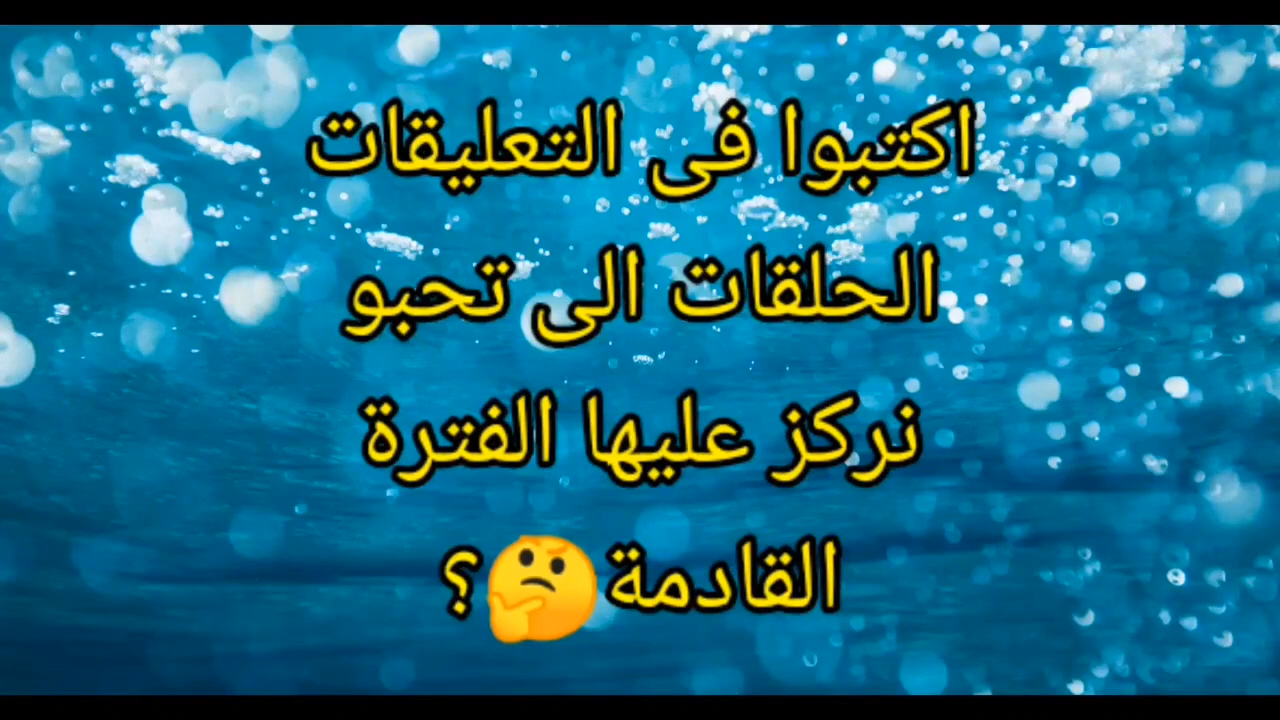 اكتبوا فى التعليقات
الحلقات الى تحبو
نركز عليها الفترة
القادمة🤔؟